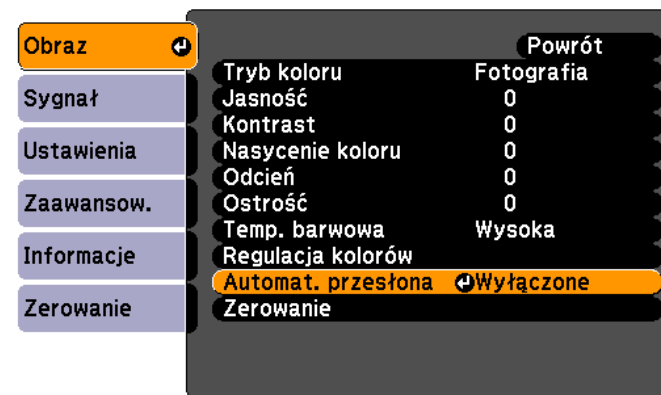 Obraz
Sygnał
Ustawienia
Zaawansow.
Informacje
Zerowanie
Powrót
Tryb koloru Fotografia
Jasność 0
Kontrast 0
Nasycenie koloru 0
Odcień 0
Ostrość 0
Temp. barwowa Wysoka
Regulacja kolorów
Automat. przesłona Wyłączone
Zerowanie